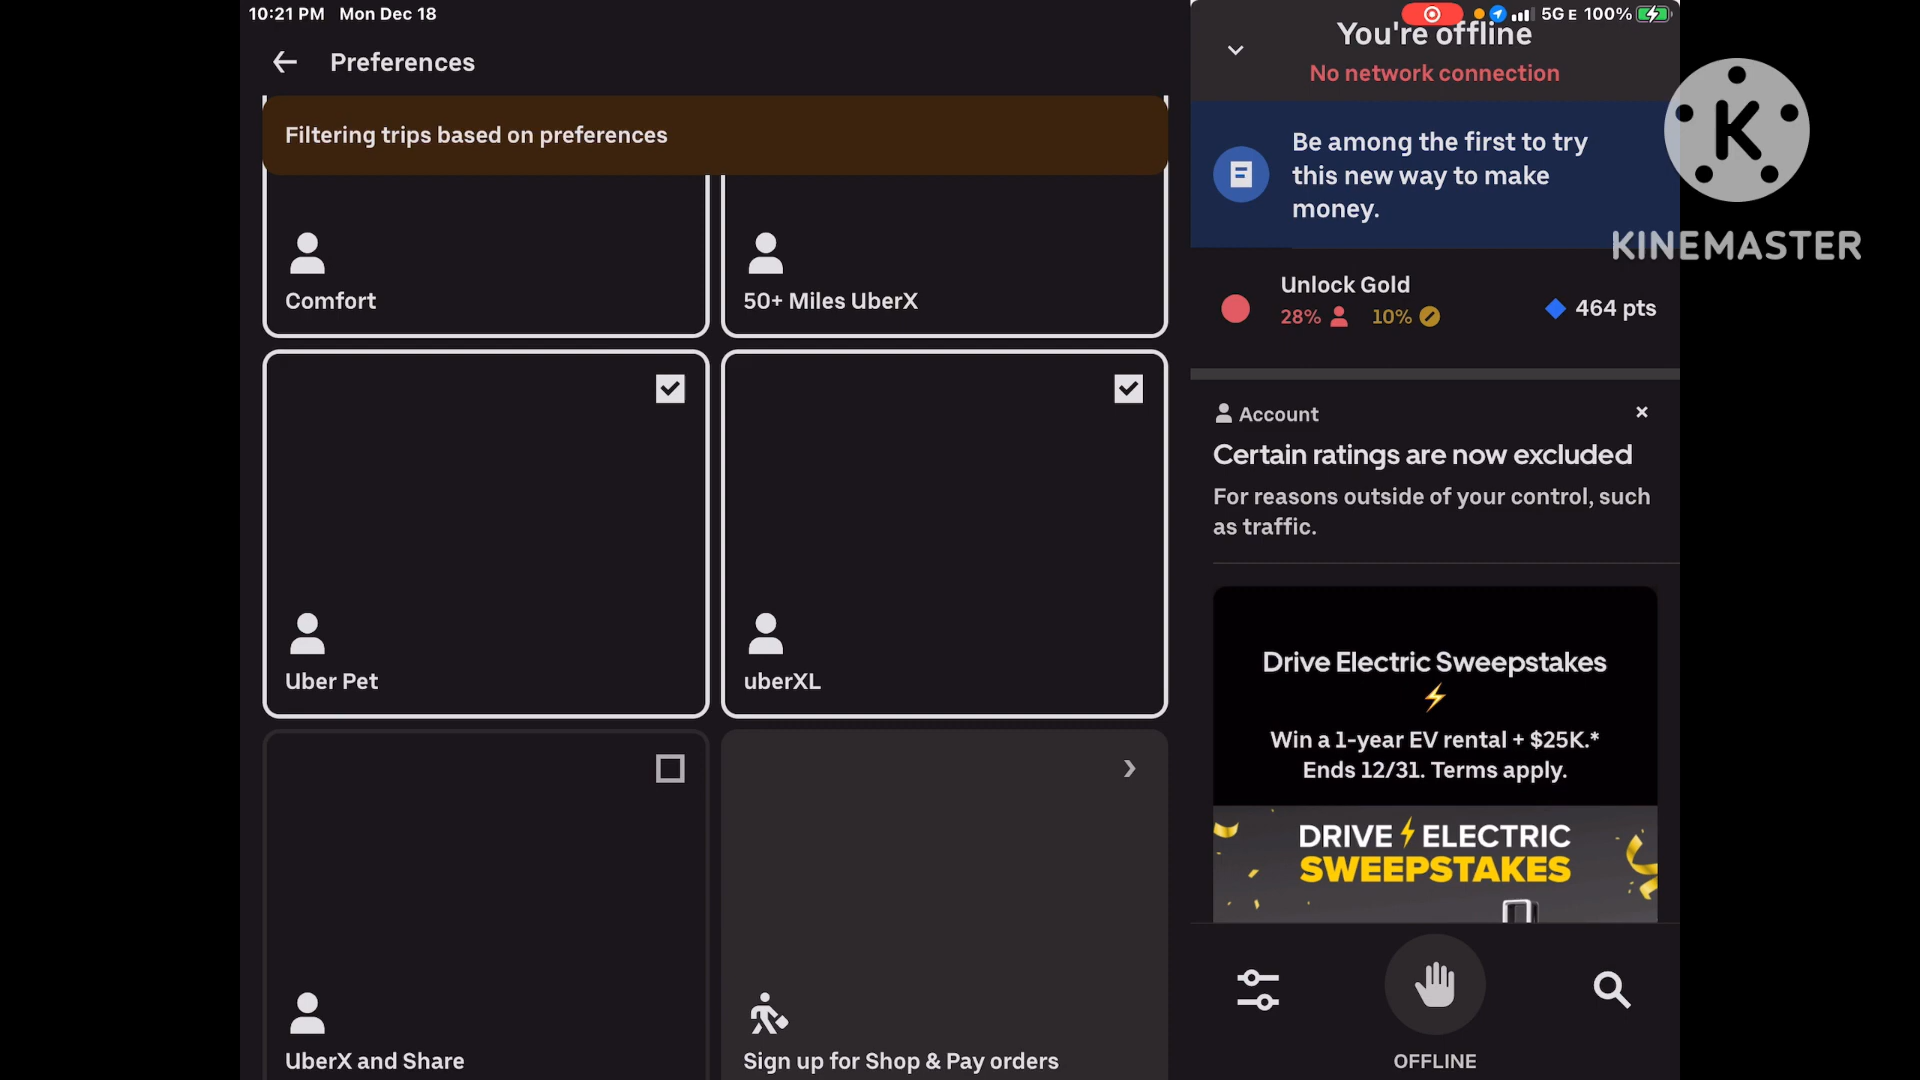 10:21 PM Mon Dec 18
Preferences
Filtering trips based on preferences
Comfort
50+ Miles UberX
Uber Pet
uberXL
UberX and Share
Sign up for Shop & Pay orders
5G E 100%
You're offline
No network connection
Be among the first to try
this new way to make
money.
Unlock Gold
28% 10%
464 pts
Account
Certain ratings are now excluded
For reasons outside of your control, such
as traffic.
Drive Electric Sweepstakes
Win a 1-year EV rental + $25K.*
Ends 12/31. Terms apply.
DRIVE ELECTRIC
SWEEPSTAKES
OFFLINE
K
KINEMASTER